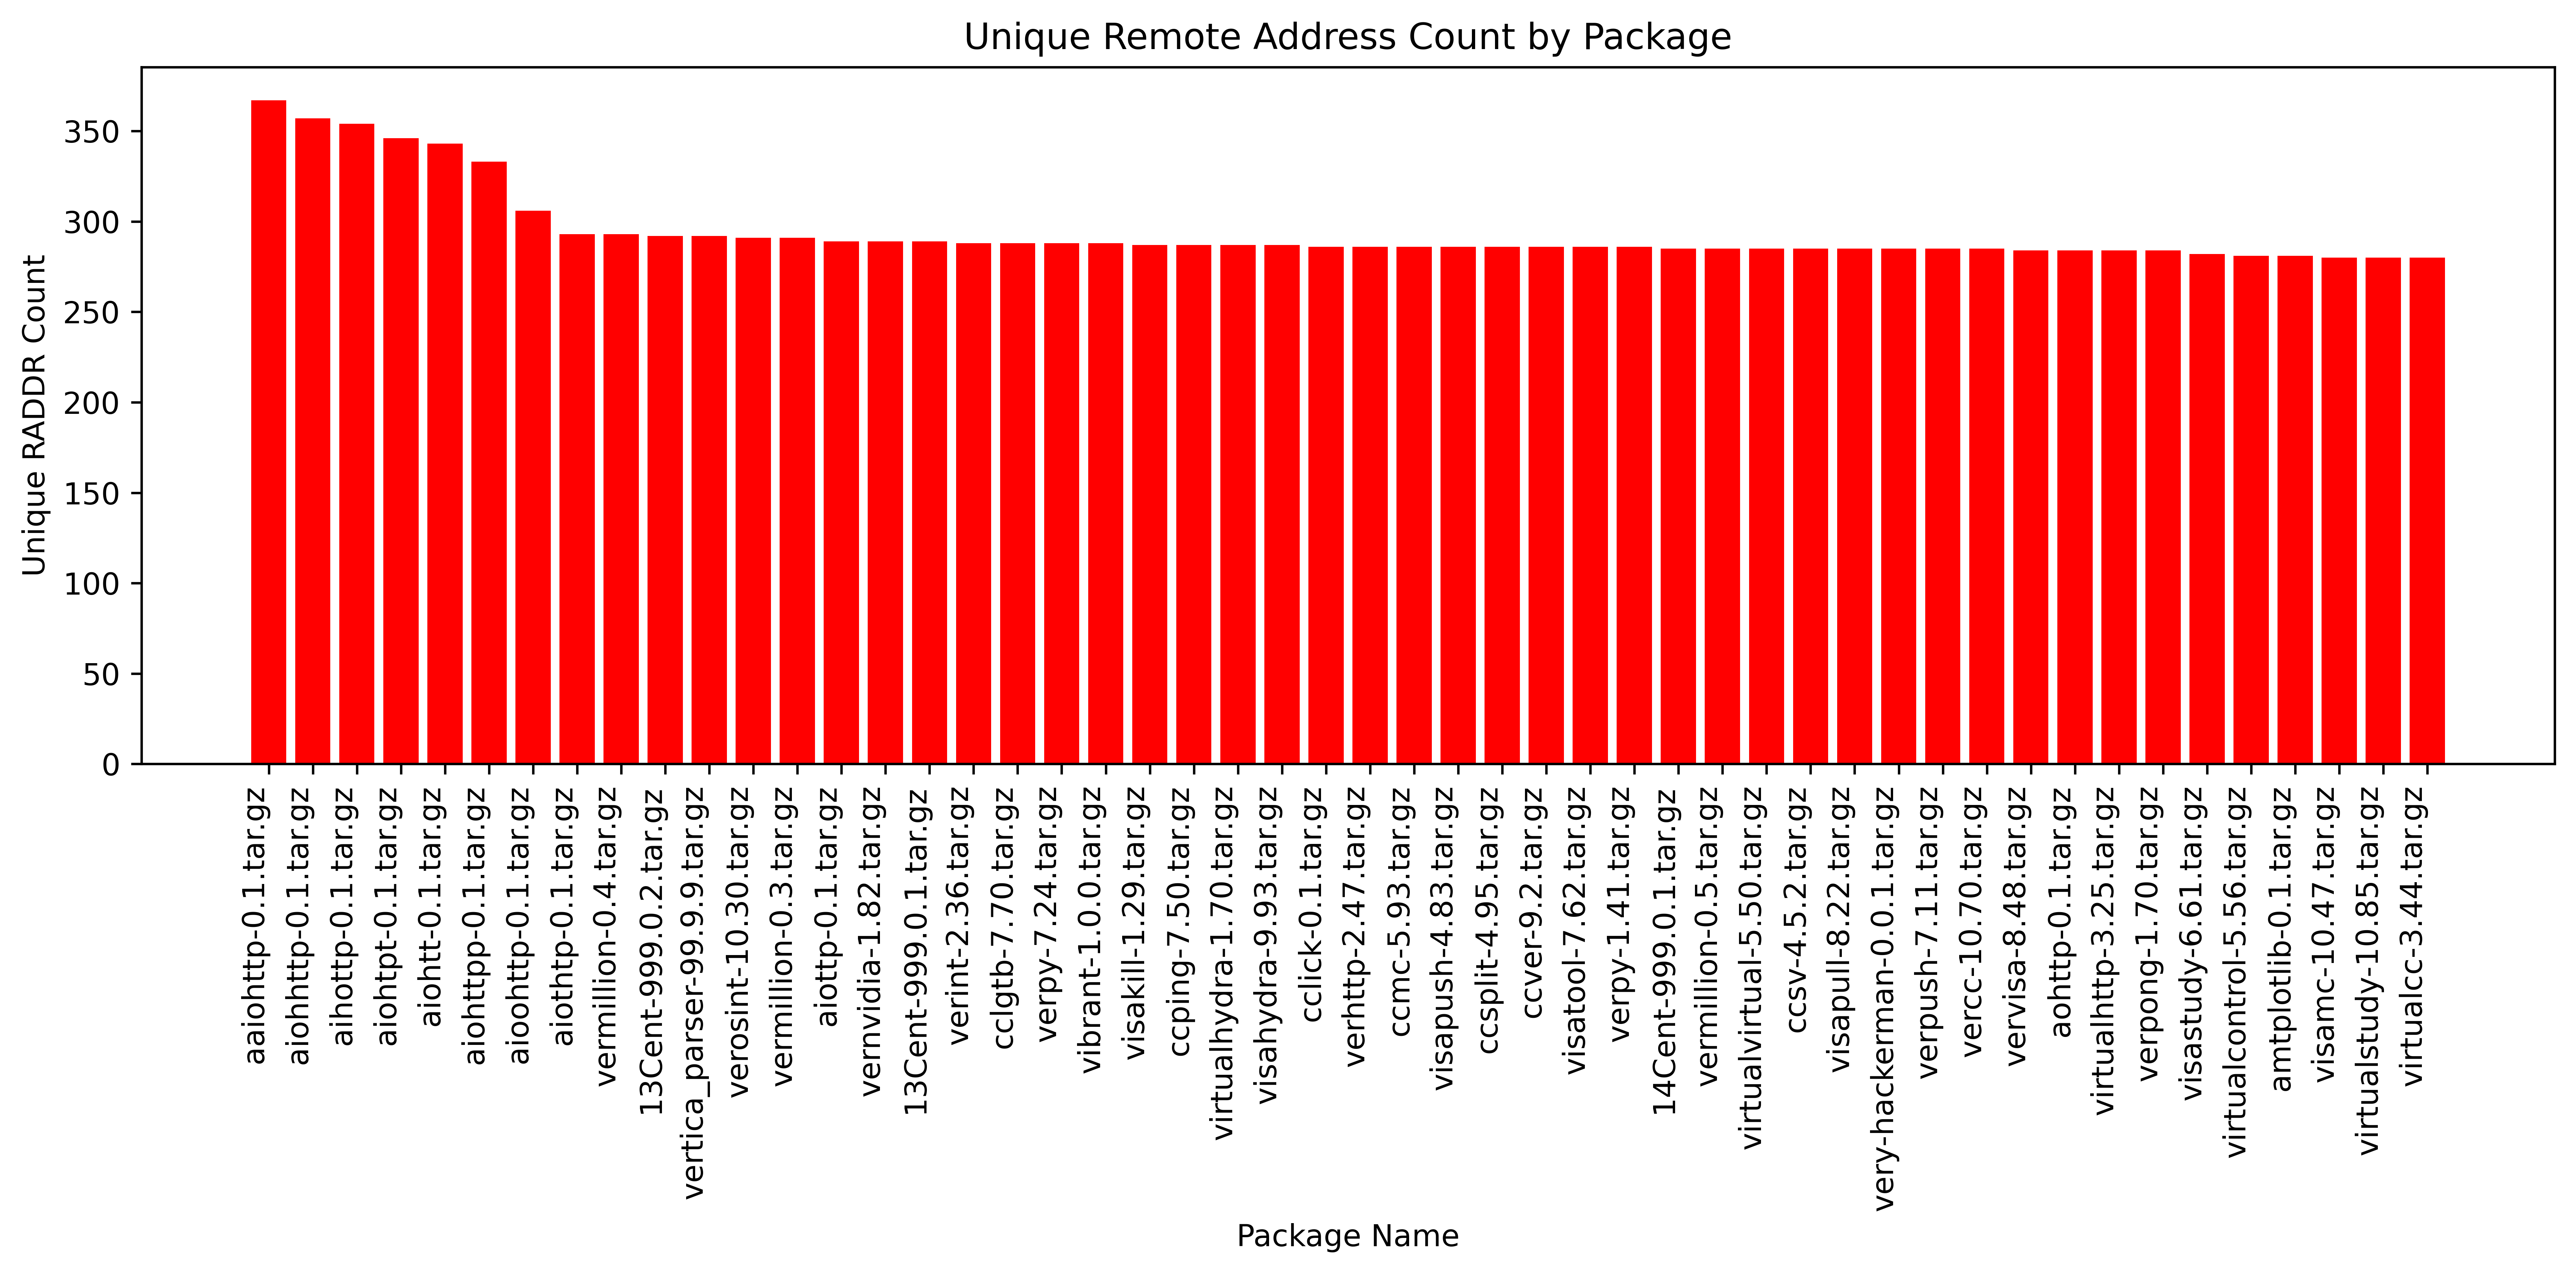 Unique Remote Address Count by Package
Unique RADDR Count
350
300
250
200
150
100
50
0
aaiohttp-0.1.tar.gz
aiohhttp-0.1.tar.gz
aihottp-0.1.tar.gz
aiohtpt-0.1.tar.gz
aiohtt-0.1.tar.gz
aiohttpp-0.1.tar.gz
aioohttp-0.1.tar.gz
aiothtp-0.1.tar.gz
vermillion-0.4.tar.gz
13Cent-999.0.2.tar.gz
vertica_parser-99.9.9.tar.gz
verosint-10.30.tar.gz
vermillion-0.3.tar.gz
aiottp-0.1.tar.gz
vernvidia-1.82.tar.gz
13Cent-999.0.1.tar.gz
verint-2.36.tar.gz
cclgtb-7.70.tar.gz
verpy-7.24.tar.gz
vibrant-1.0.0.tar.gz
visakill-1.29.tar.gz
ccping-7.50.tar.gz
virtualhydra-1.70.tar.gz
visahydra-9.93.tar.gz
cclick-0.1.tar.gz
verhttp-2.47.tar.gz
ccmc-5.93.tar.gz
visapush-4.83.tar.gz
ccsplit-4.95.tar.gz
ccver-9.2.tar.gz
visatool-7.62.tar.gz
verpy-1.41.tar.gz
14Cent-999.0.1.tar.gz
vermillion-0.5.tar.gz
virtualvirtual-5.50.tar.gz
ccsv-4.5.2.tar.gz
visapull-8.22.tar.gz
very-hackerman-0.0.1.tar.gz
verpush-7.11.tar.gz
vercc-10.70.tar.gz
vervisa-8.48.tar.gz
aohttp-0.1.tar.gz
virtualhttp-3.25.tar.gz
verpong-1.70.tar.gz
visastudy-6.61.tar.gz
virtualcontrol-5.56.tar.gz
amtplotlib-0.1.tar.gz
visamc-10.47.tar.gz
virtualstudy-10.85.tar.gz
virtualcc-3.44.tar.gz
Package Name